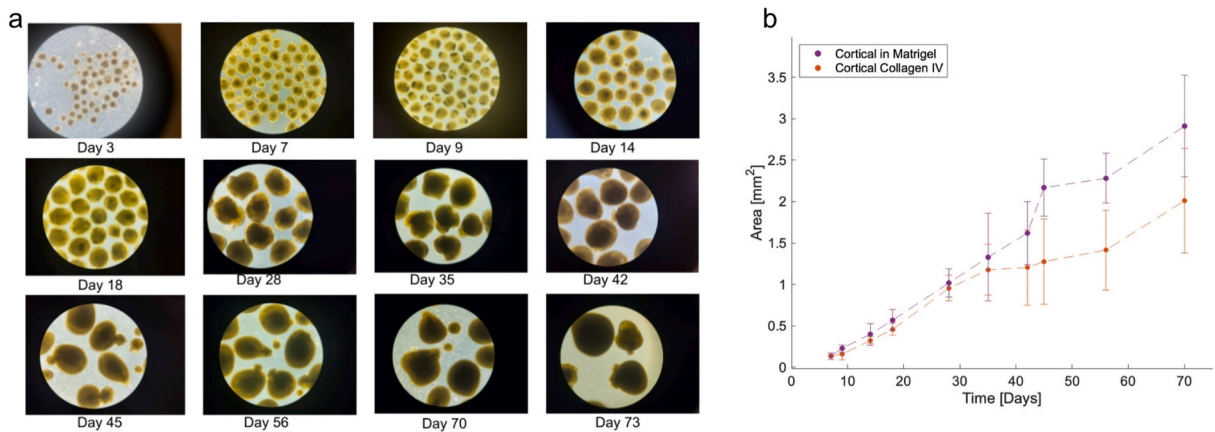 a
Day 3
Day 7
Day 9
Day 14
Day 18
Day 28
Day 35
Day 42
Day 45
Day 56
Day 70
Day 73
b
Cortical in Matrigel
Cortical Collagen IV
Area [mm²]
3.5
3
2.5
2
1.5
1
0.5
0
0 10 20 30 40 50 60 70
Time [Days]